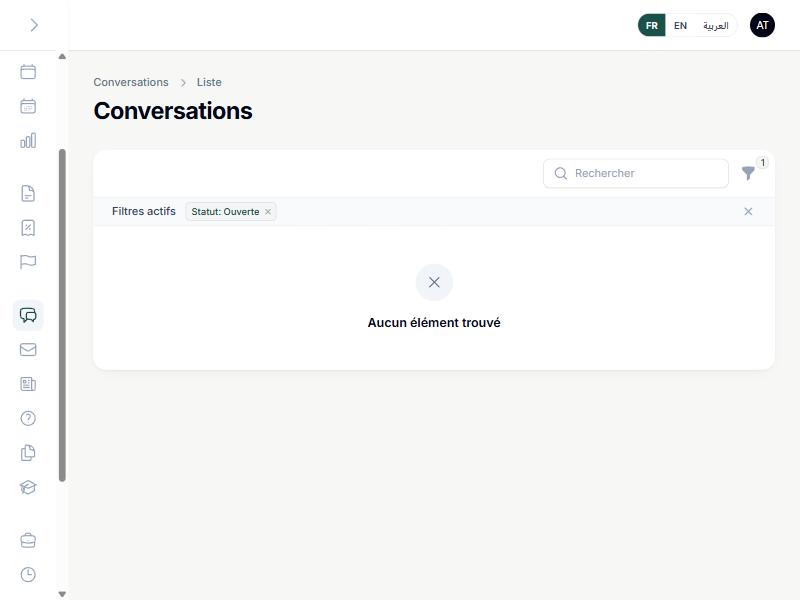 FR EN العربية AT
Conversations Liste
Conversations
Rechercher 1
Filtres actifs Statut: Ouverte
Aucun élément trouvé